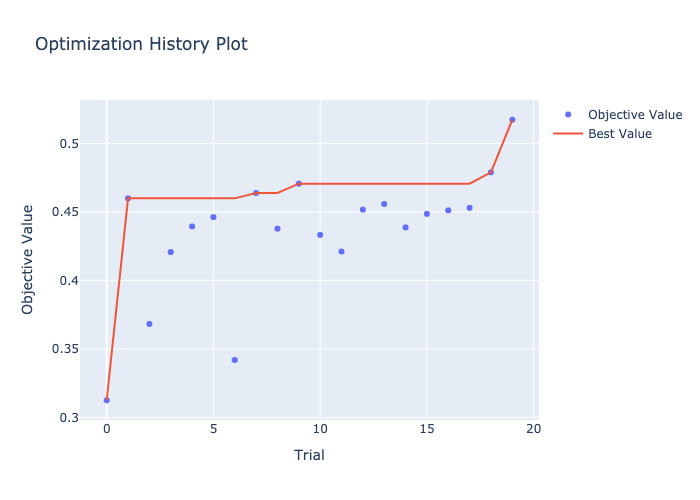 Optimization History Plot
Objective Value
Best Value
0.5
0.45
0.4
0.35
0.3
Objective Value
0
5
10
15
20
Trial